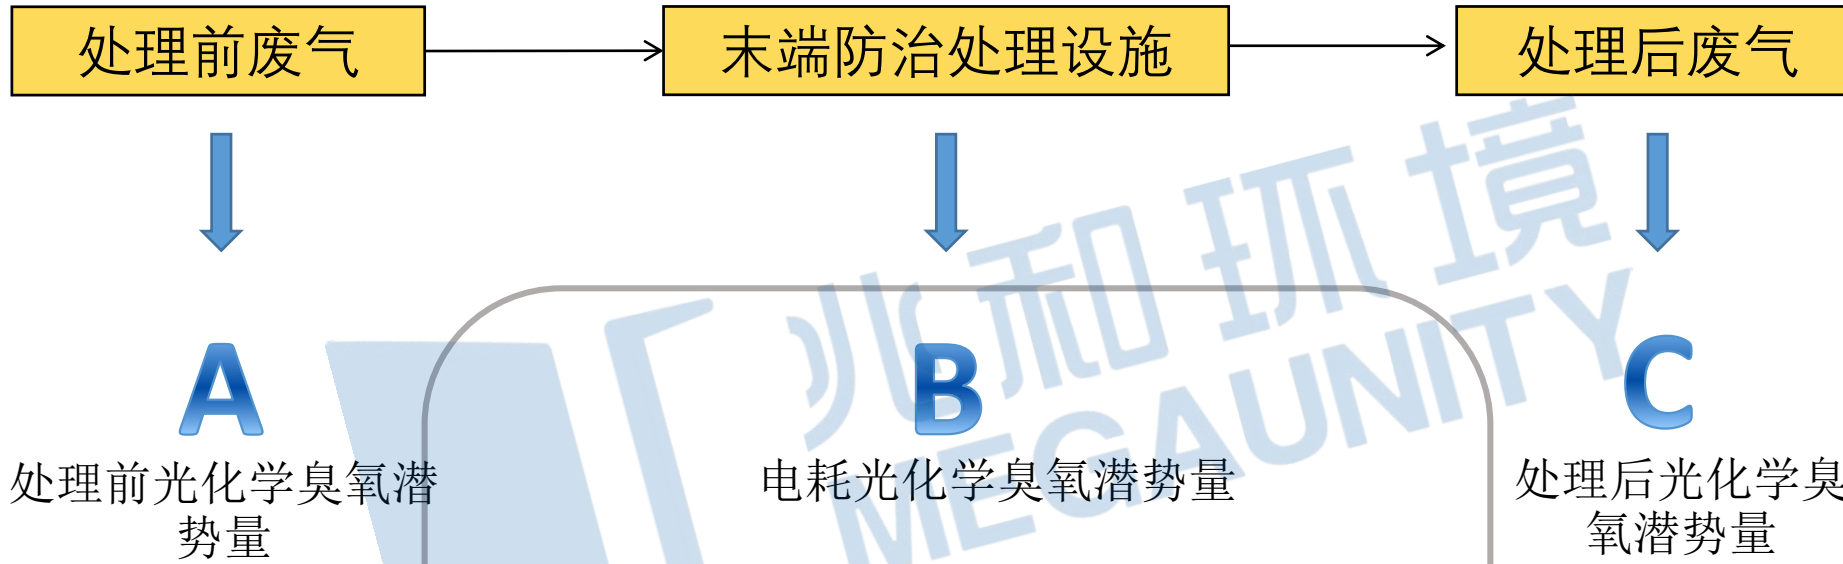 处理前废气
末端防治处理设施
处理后废气
兆和环境
MEGAUNITY
A
B
C
处理前光化学臭氧潜
势量
电耗光化学臭氧潜势量
处理后光化学臭
氧潜势量